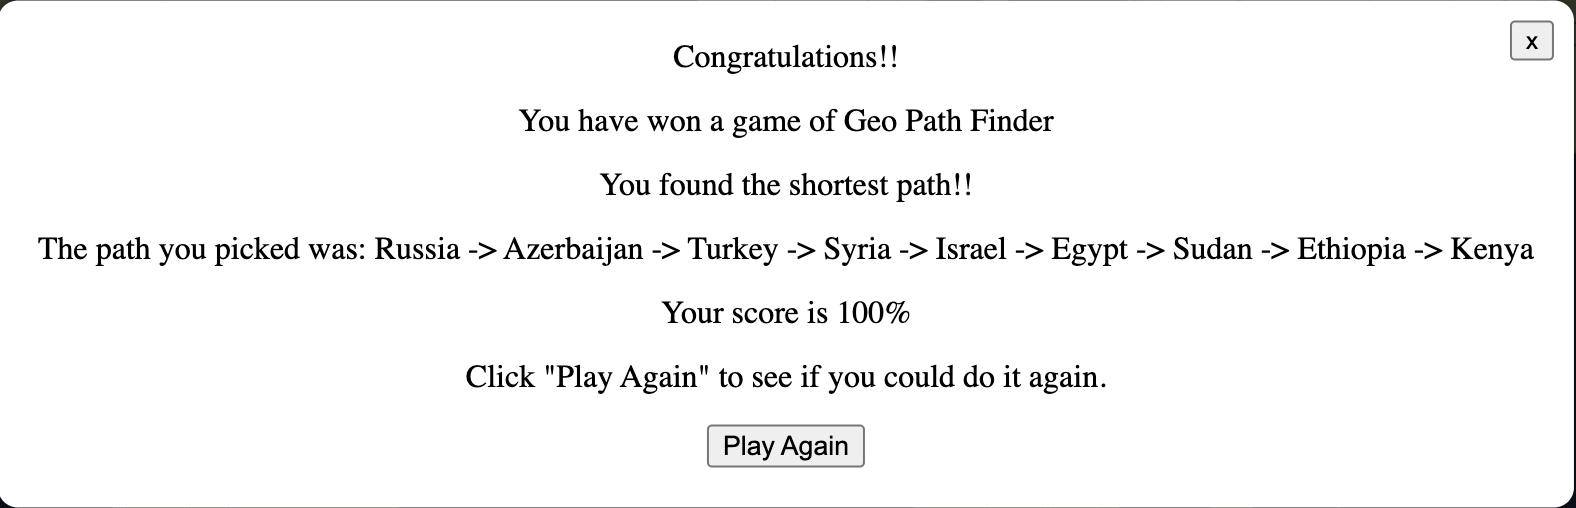 x
Congratulations!!
You have won a game of Geo Path Finder
You found the shortest path!!
The path you picked was: Russia -> Azerbaijan -> Turkey -> Syria -> Israel -> Egypt -> Sudan -> Ethiopia -> Kenya
Your score is 100%
Click "Play Again" to see if you could do it again.
Play Again